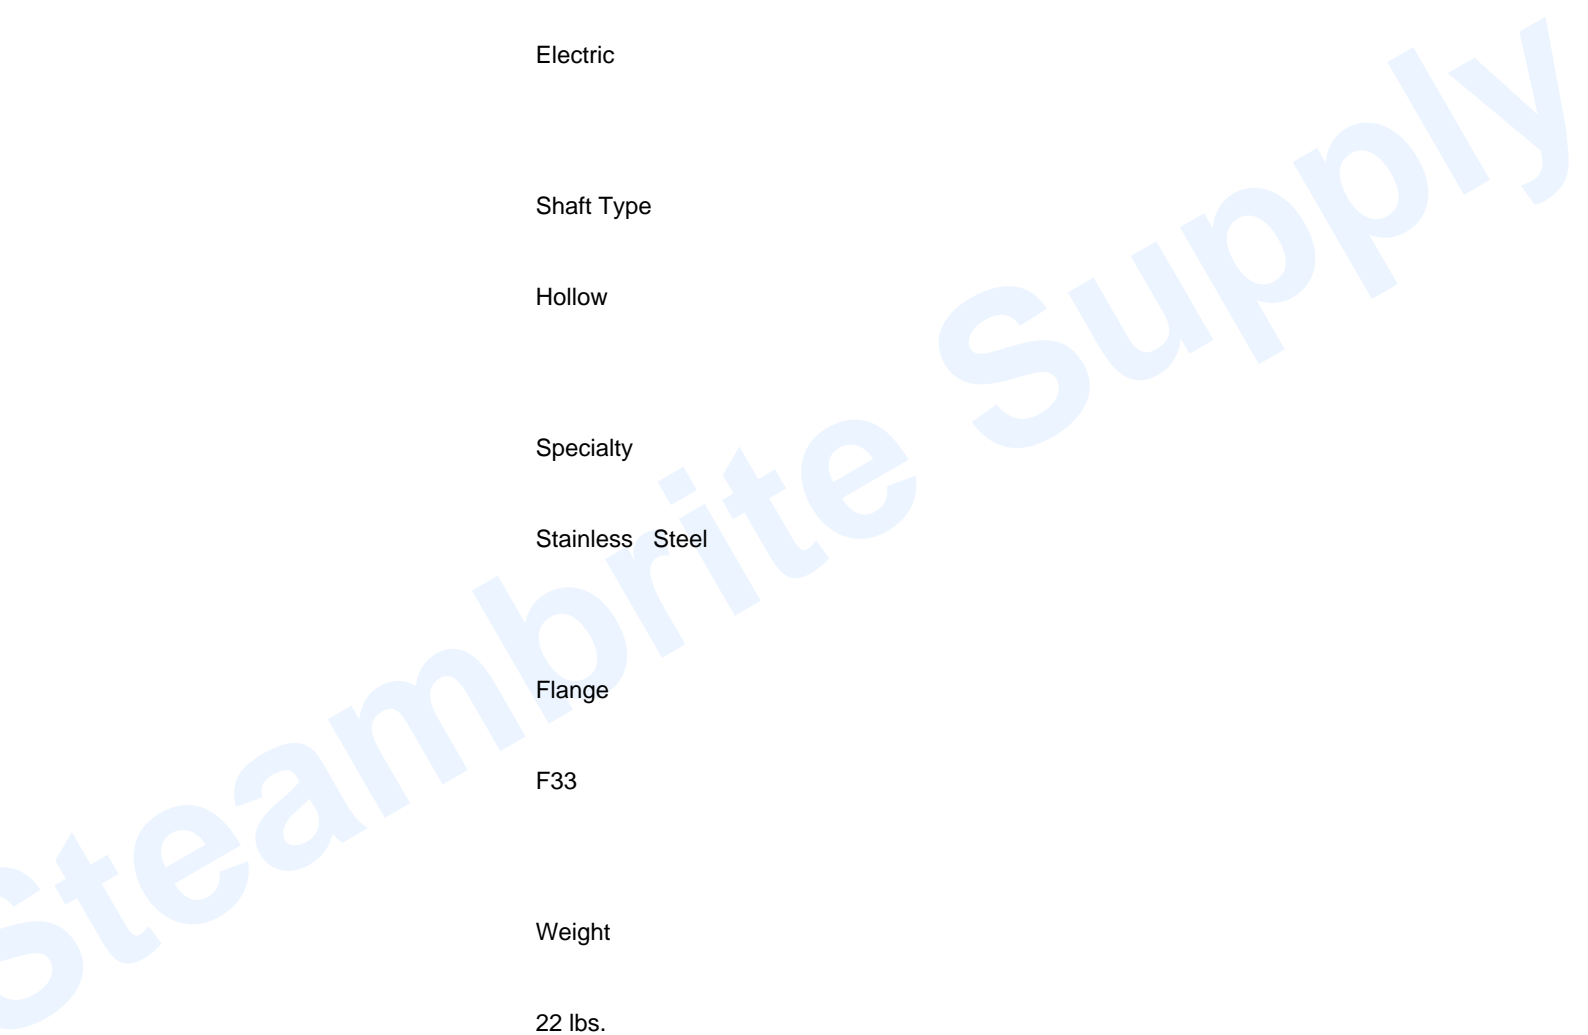 Electric
Shaft Type
Hollow
Specialty
Stainless Steel
Flange
F33
Weight
22 lbs.
Steambrite Supply